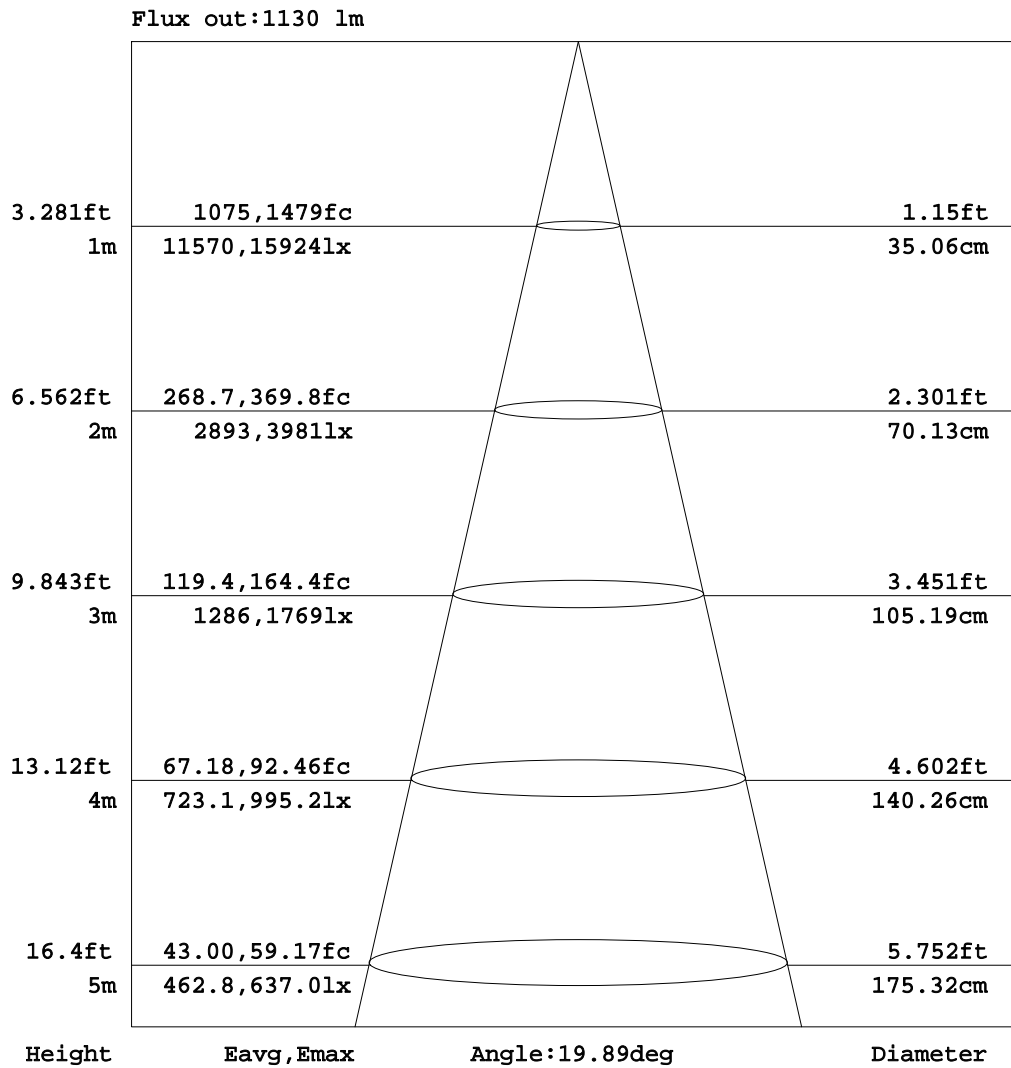 Flux out:1130 lm
3.281ft 1075,1479fc 1.15ft
1m 11570,15924lx 35.06cm
6.562ft 268.7,369.8fc 2.301ft
2m 2893,3981lx 70.13cm
9.843ft 119.4,164.4fc 3.451ft
3m 1286,1769lx 105.19cm
13.12ft 67.18,92.46fc 4.602ft
4m 723.1,995.2lx 140.26cm
16.4ft 43.00,59.17fc 5.752ft
5m 462.8,637.0lx 175.32cm
Height Eavg,Emax Angle:19.89deg Diameter